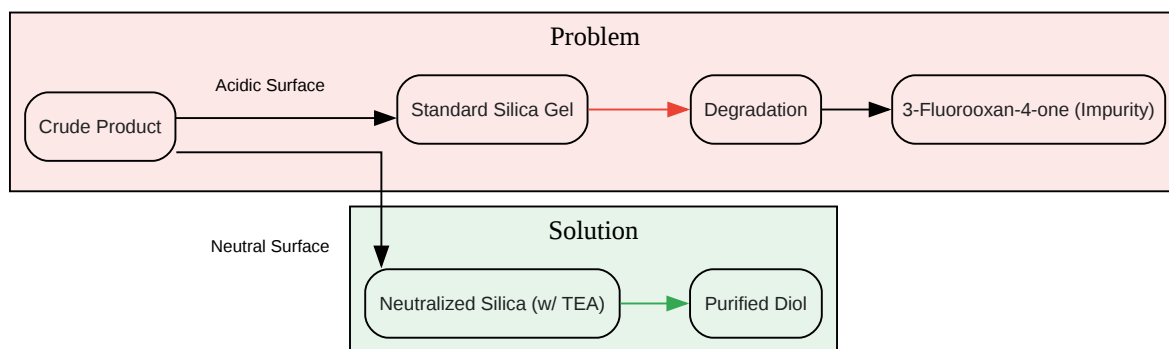 Problem
Acidic Surface
Crude Product
Standard Silica Gel
Degradation
3-Fluorooxan-4-one (Impurity)
Solution
Neutral Surface
Neutralized Silica (w/ TEA)
Purified Diol